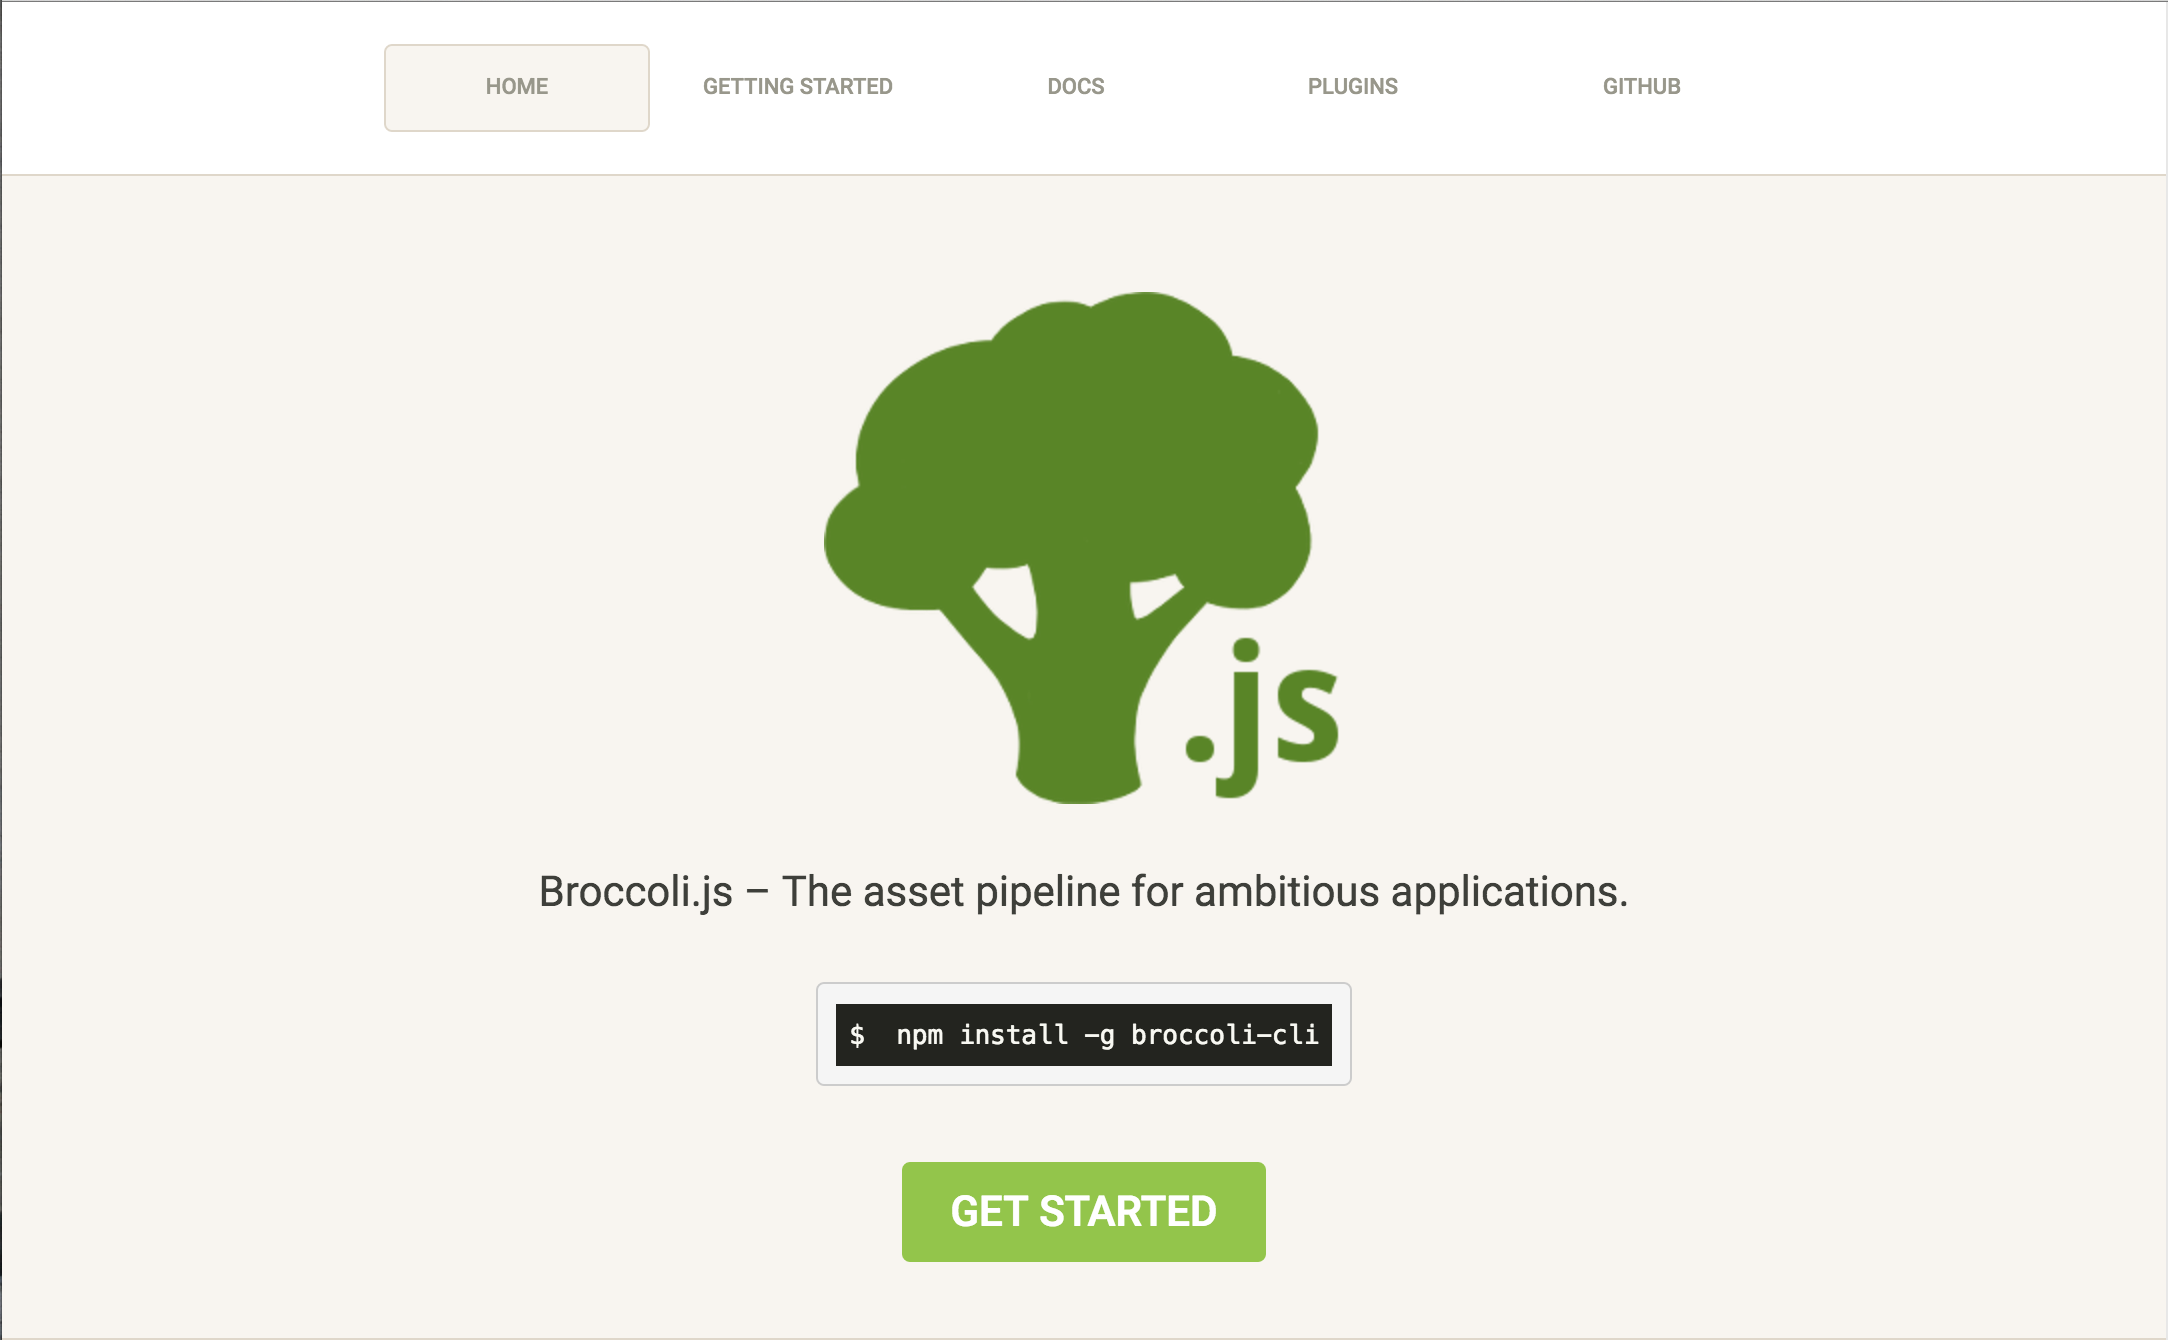 HOME
GETTING STARTED
DOCS
PLUGINS
GITHUB
.js
Broccoli.js – The asset pipeline for ambitious applications.
$  npm install -g broccoli-cli
GET STARTED